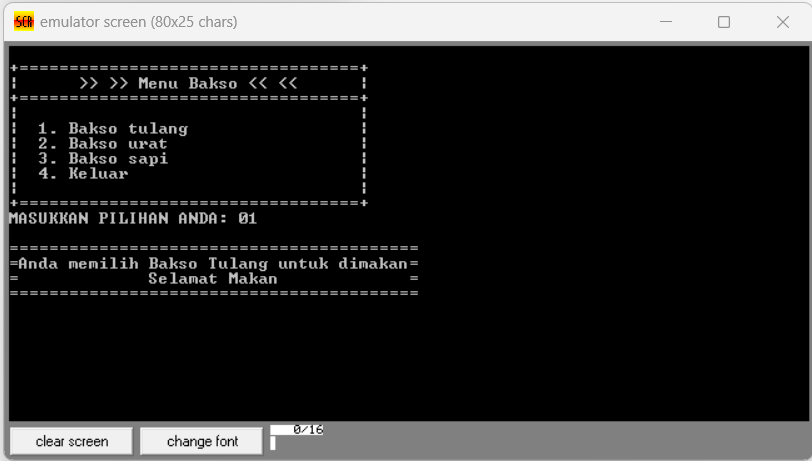 SCR emulator screen (80x25 chars)
+==================================+
¦      >> >> Menu Bakso << <<      ¦
+==================================+
¦                                  ¦
¦  1. Bakso tulang                 ¦
¦  2. Bakso urat                   ¦
¦  3. Bakso sapi                   ¦
¦  4. Keluar                       ¦
¦                                  ¦
+==================================+
MASUKKAN PILIHAN ANDA: 01
=========================================
=Anda memilih Bakso Tulang untuk dimakan=
=             Selamat Makan             =
=========================================
clear screen change font 0/16